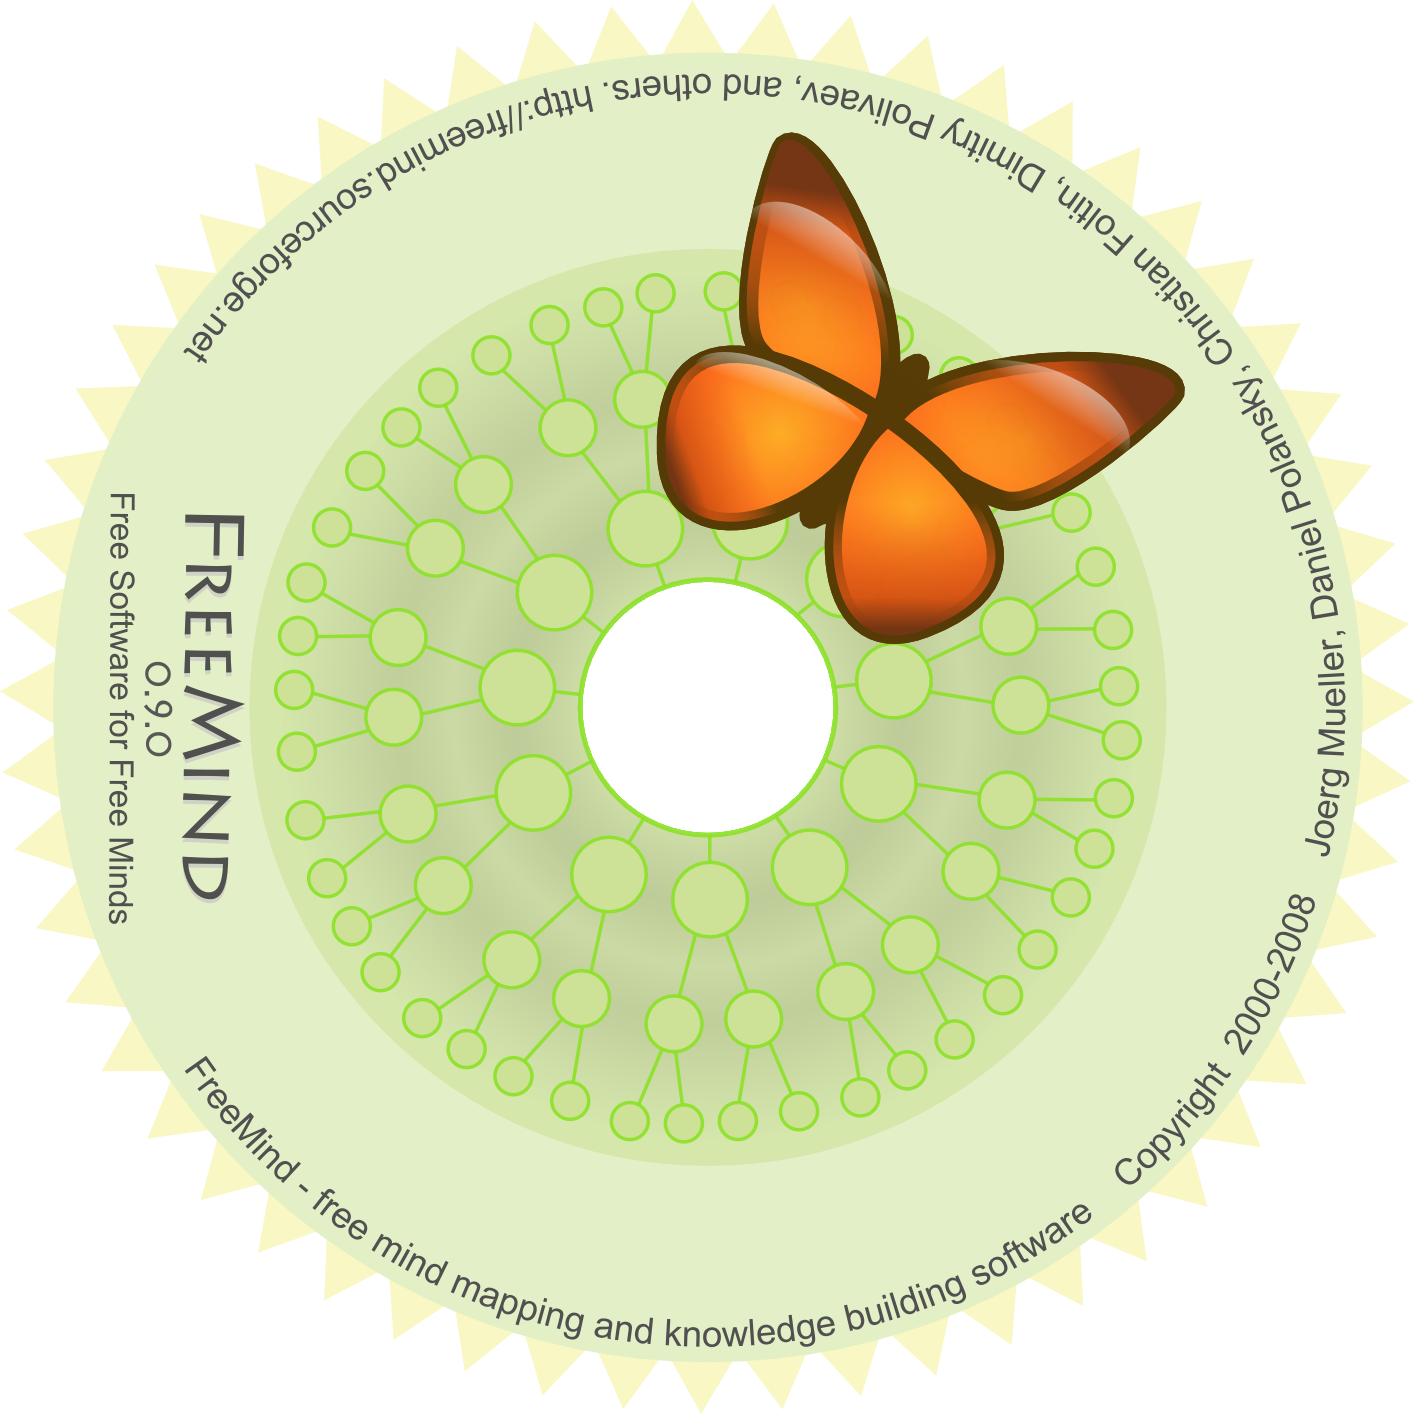 FREEMIND
0.9.0
Free Software for Free Minds
FreeMind - free mind mapping and knowledge building software Copyright 2000-2008 Joerg Mueller, Daniel Polansky, Christian Foltin, Dimitry Polivaev, and others. http://freemind.sourceforge.net